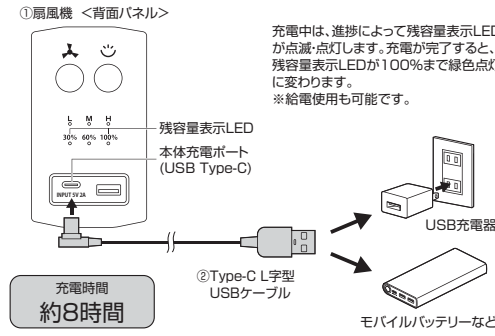 ①扇風機 <背面パネル>
充電中は、進捗によって残容量表示LED
が点滅・点灯します。充電が完了すると、
残容量表示LEDが100%まで緑色点灯
に変わります。
※給電使用も可能です。
L M H
30% 60% 100%
残容量表示LED
本体充電ポート
(USB Type-C)
INPUT 5V 2A
USB充電器
②Type-C L字型
USBケーブル
充電時間
約8時間
モバイルバッテリーなど